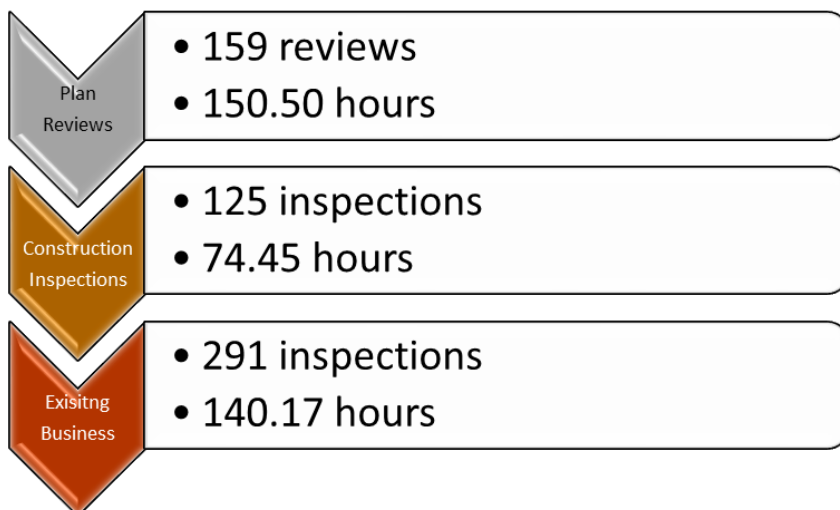 Plan
Reviews
• 159 reviews
• 150.50 hours
Construction
Inspections
• 125 inspections
• 74.45 hours
Exisitng
Business
• 291 inspections
• 140.17 hours